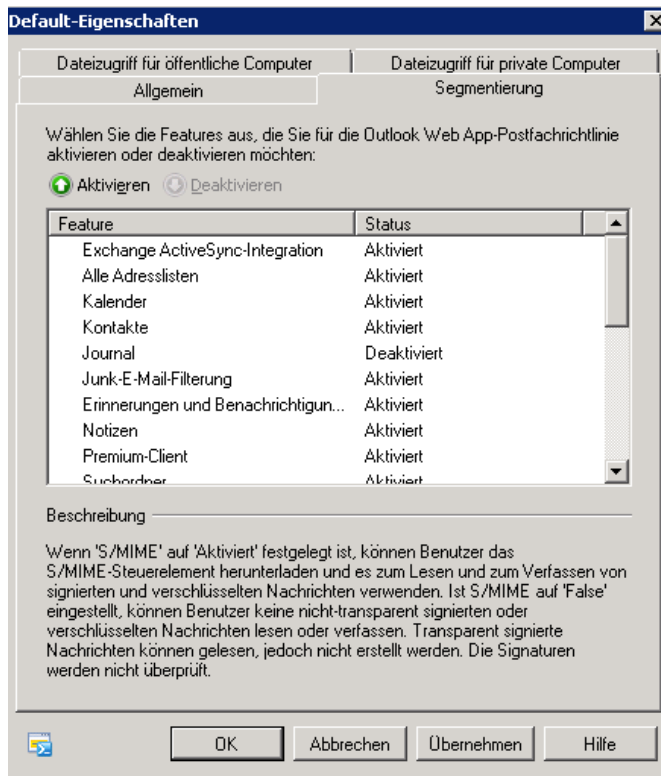 Default-Eigenschaften
Dateizugriff für öffentliche Computer
Dateizugriff für private Computer
Allgemein
Segmentierung
Wählen Sie die Features aus, die Sie für die Outlook Web App-Postfachrichtlinie
aktivieren oder deaktivieren möchten:
Aktivieren Deaktivieren
Feature Status
Exchange ActiveSync-Integration Aktiviert
Alle Adresslisten Aktiviert
Kalender Aktiviert
Kontakte Aktiviert
Journal Deaktiviert
Junk-E-Mail-Filterung Aktiviert
Erinnerungen und Benachrichtigun... Aktiviert
Notizen Aktiviert
Premium-Client Aktiviert
Suchordner Aktiviert
Beschreibung
Wenn 'S/MIME' auf 'Aktiviert' festgelegt ist, können Benutzer das
S/MIME-Steuerelement herunterladen und es zum Lesen und zum Verfassen von
signierten und verschlüsselten Nachrichten verwenden. Ist S/MIME auf 'False'
eingestellt, können Benutzer keine nicht-transparent signierten oder
verschlüsselten Nachrichten lesen oder verfassen. Transparent signierte
Nachrichten können gelesen, jedoch nicht erstellt werden. Die Signaturen
werden nicht überprüft.
OK Abbrechen Übernehmen Hilfe